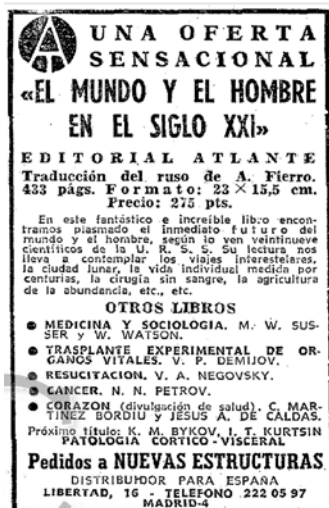 A UNA OFERTA
SENSACIONAL
«EL MUNDO Y EL HOMBRE
EN EL SIGLO XXI»
EDITORIAL ATLANTE
Traducción del ruso de A. Fierro.
433 págs. Formato: 23 × 15,5 cm.
Precio: 275 pts.
En este fantástico e increíble libro encon-
tramos plasmado el inmediato futuro del
mundo y el hombre, según lo ven veintinueve
científicos de la U. R. S. S. Su lectura nos
lleva a contemplar los viajes interestelares,
la ciudad lunar, la vida individual medida por
centurias, la cirugía sin sangre, la agricultura
de la abundancia, etc., etc.
OTROS LIBROS
● MEDICINA Y SOCIOLOGIA. M. W. SUS-
SER y W. WATSON.
● TRASPLANTE EXPERIMENTAL DE OR-
GANOS VITALES. V. P. DEMIJOV.
● RESUCITACION. V. A. NEGOVSKY.
● CANCER. N. N. PETROV.
● CORAZON (divulgación de salud). C. MAR-
TINEZ BORDIU y JESUS A. DE CALDAS.
Próximo título: K. M. BYKOV, I. T. KURTSIN
PATOLOGIA CORTICO-VISCERAL
Pedidos a NUEVAS ESTRUCTURAS
DISTRIBUIDOR PARA ESPAÑA
LIBERTAD, 16 - TELEFONO 222 05 97
MADRID-4